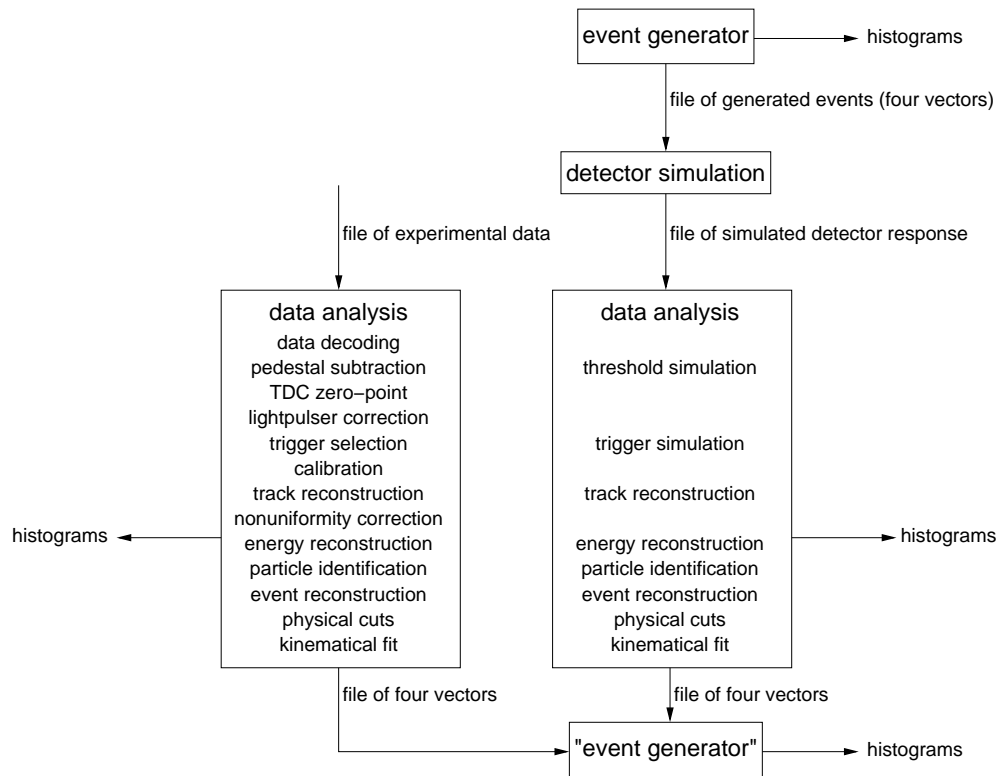 event generator
histograms
file of generated events (four vectors)
detector simulation
file of experimental data
file of simulated detector response
data analysis
data decoding
pedestal subtraction
TDC zero−point
lightpulser correction
trigger selection
calibration
track reconstruction
nonuniformity correction
energy reconstruction
particle identification
event reconstruction
physical cuts
kinematical fit
histograms
data analysis
threshold simulation
trigger simulation
track reconstruction
energy reconstruction
particle identification
event reconstruction
physical cuts
kinematical fit
histograms
file of four vectors
file of four vectors
"event generator"
histograms